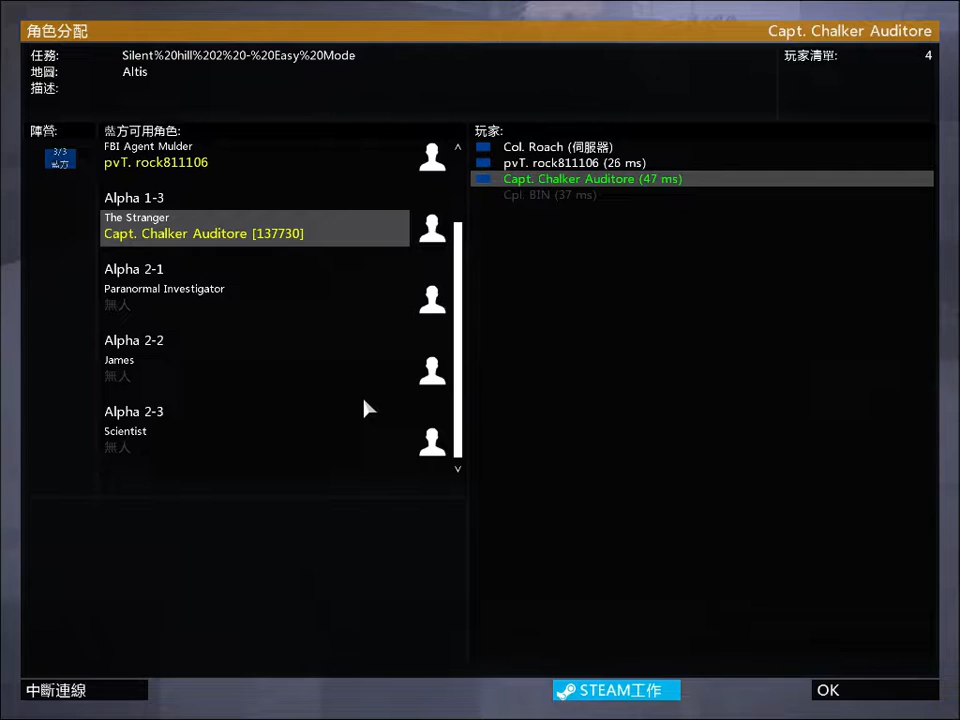 角色分配
Capt. Chalker Auditore
任務:
Silent%20hill%202%20-%20Easy%20Mode
地圖:
Altis
描述:
玩家清單:
4
陣營:
3/3
藍方
藍方可用角色:
FBI Agent Mulder
pvT. rock811106
Alpha 1-3
The Stranger
Capt. Chalker Auditore [137730]
Alpha 2-1
Paranormal Investigator
無人
Alpha 2-2
James
無人
Alpha 2-3
Scientist
無人
玩家:
Col. Roach (伺服器)
pvT. rock811106 (26 ms)
Capt. Chalker Auditore (47 ms)
Cpl. BIN (37 ms)
中斷連線
STEAM工作
OK